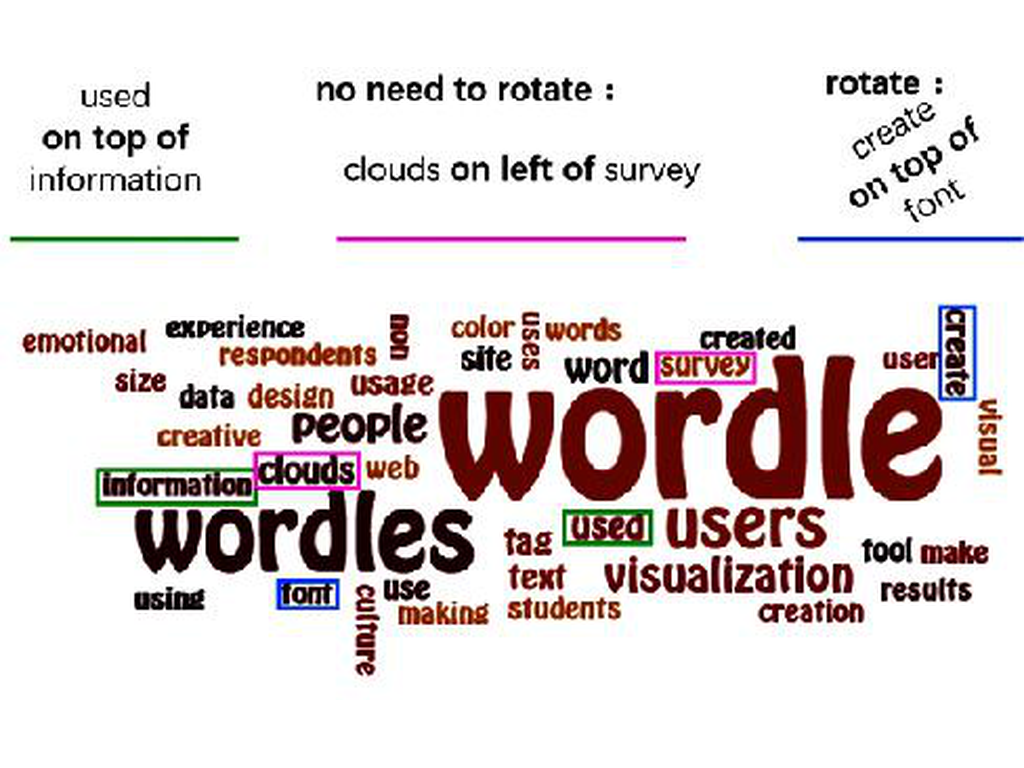 used
on top of
information
no need to rotate :
clouds on left of survey
rotate :
create
on top of
font
emotional experience non color uses words created
respondents site word survey user create
size data design usage wordle visual
creative people
information clouds web
wordles tag used users tool make
text visualization results
using font culture use making students creation